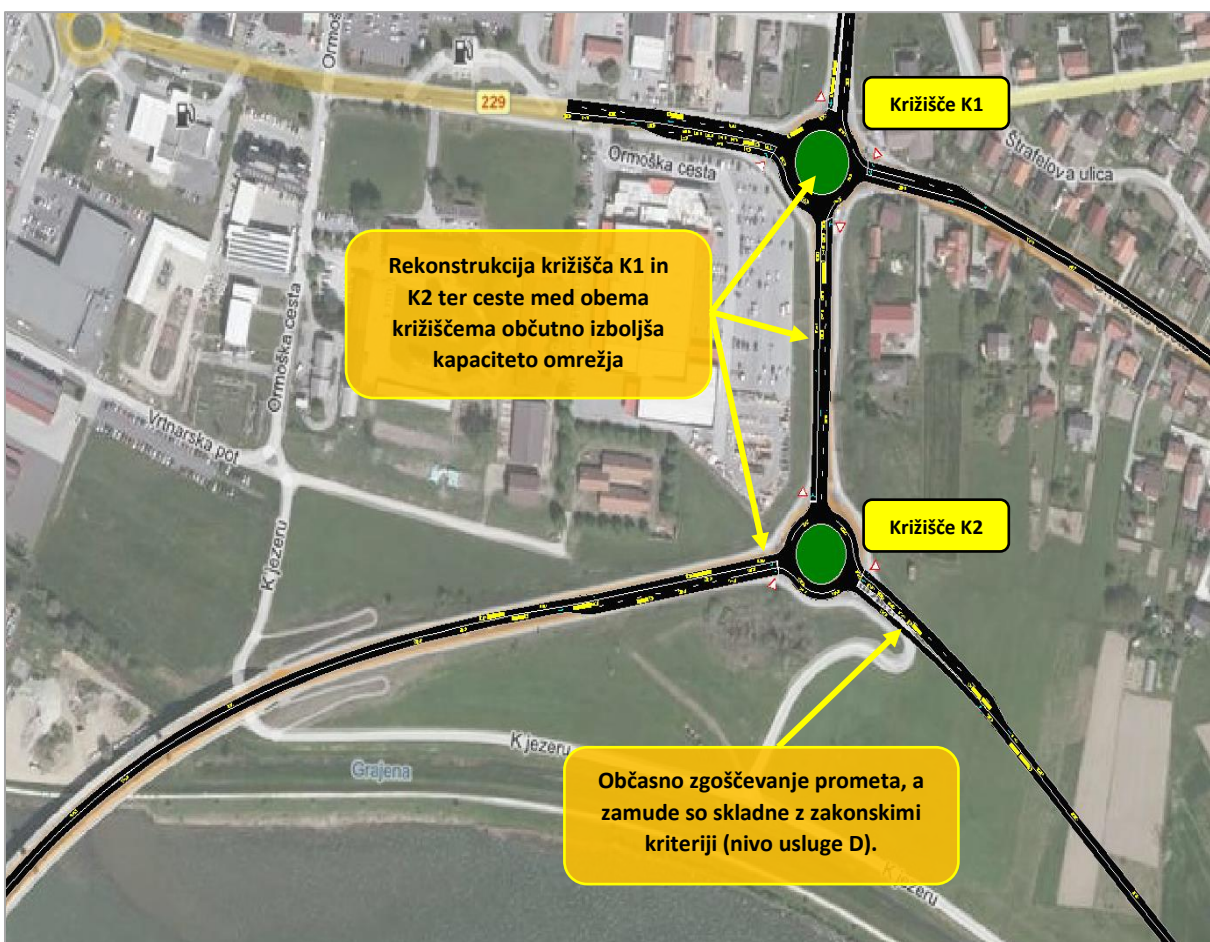 Ormoška
Križišče K1
229
Štrafelova ulica
Ormoška cesta
Rekonstrukcija križišča K1 in
K2 ter ceste med obema
križiščema občutno izboljša
kapaciteto omrežja
Ormoška cesta
Vrtnarska pot
Križišče K2
K jezeru
K jezeru
Grajena
Občasno zgoščevanje prometa, a
zamude so skladne z zakonskimi
kriteriji (nivo usluge D).
K jezeru